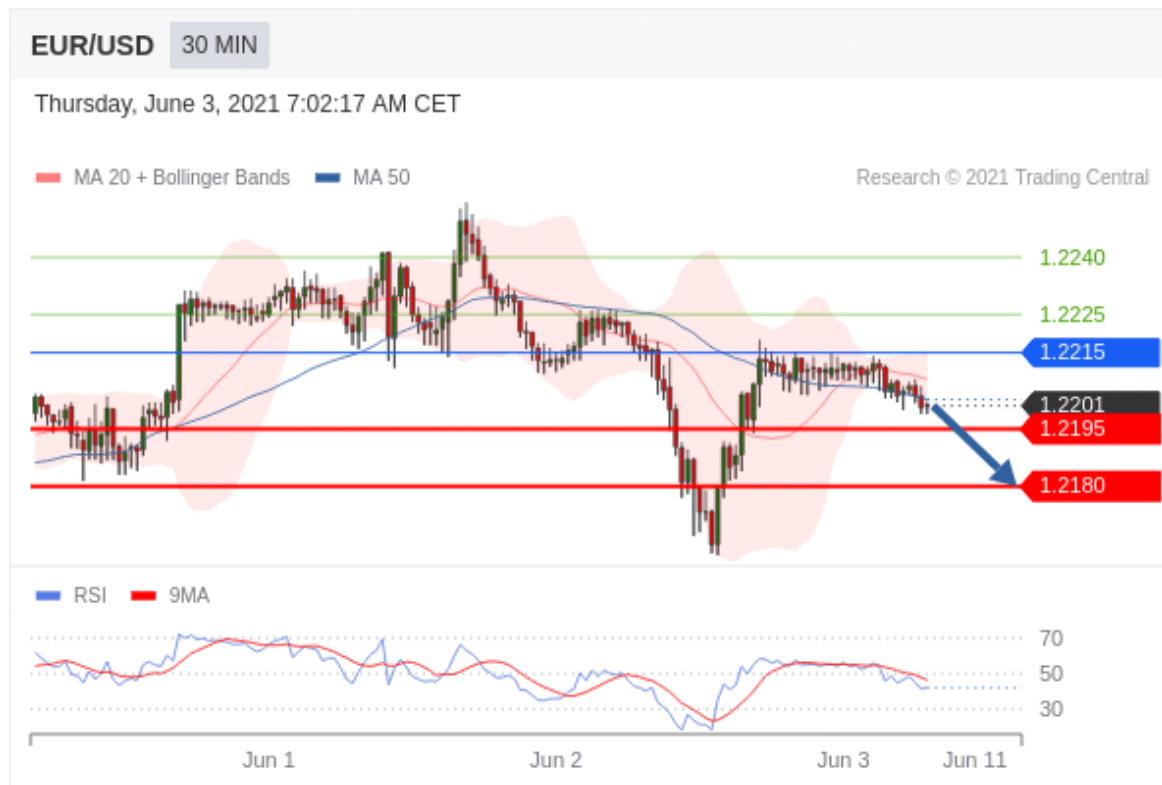 EUR/USD 30 MIN
Thursday, June 3, 2021 7:02:17 AM CET
MA 20 + Bollinger Bands MA 50 Research © 2021 Trading Central
1.2240
1.2225
1.2215
1.2201
1.2195
1.2180
RSI 9MA
70
50
30
Jun 1 Jun 2 Jun 3 Jun 11